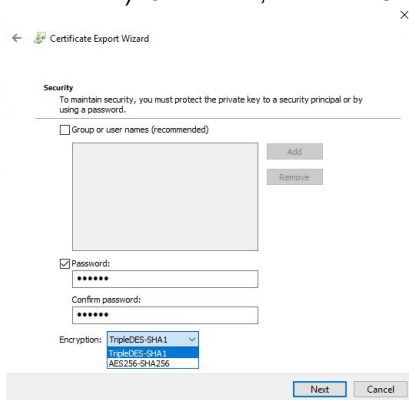 Certificate Export Wizard
Security
To maintain security, you must protect the private key to a security principal or by
using a password.
Group or user names (recommended)
Add
Remove
Password:
••••••
Confirm password:
••••••
Encryption: TripleDES-SHA1
TripleDES-SHA1
AES256-SHA256
Next Cancel